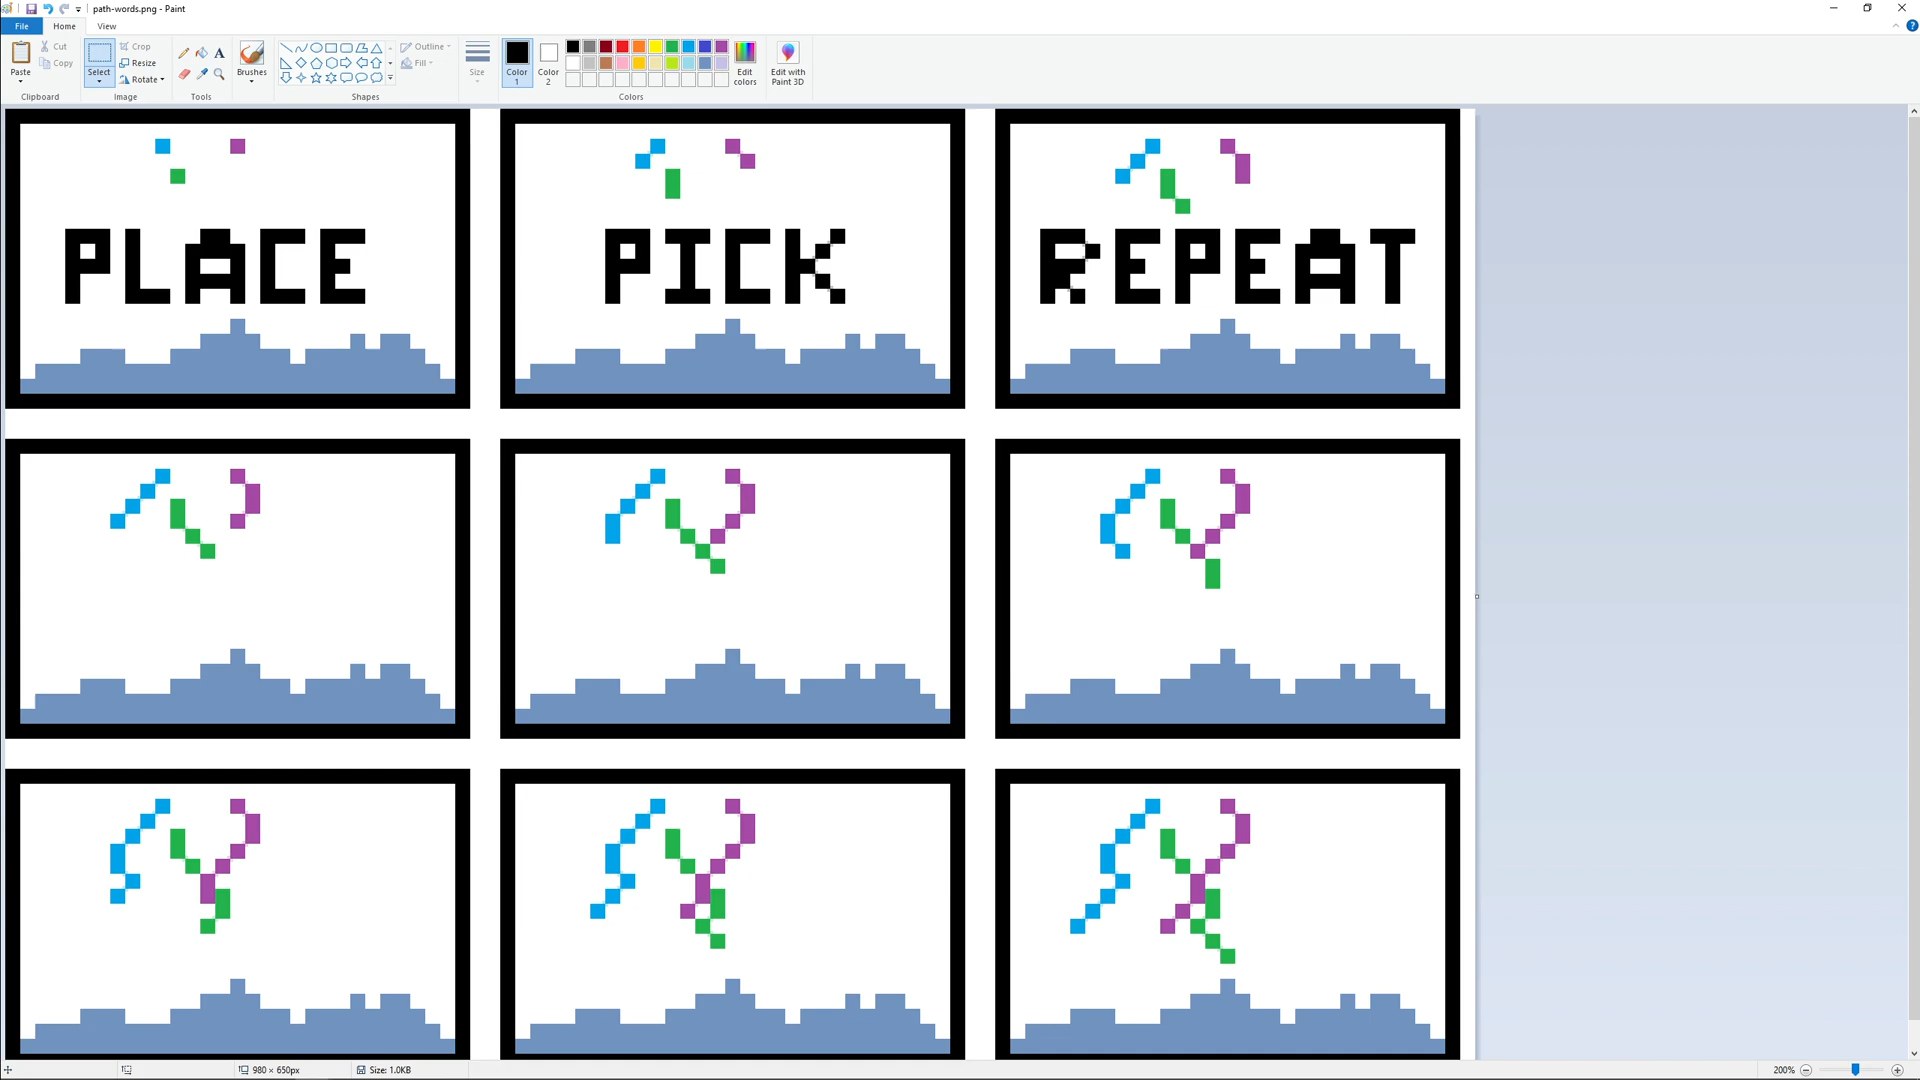 path-words.png - Paint
File Home View
Paste Cut Copy Select Crop Resize Rotate A Brushes Outline Fill Size Color 1 Color 2 Edit colors Edit with Paint 3D
Clipboard Image Tools Shapes Colors
PLACE PICK REPEAT
980 × 650px Size: 1.0KB 200%